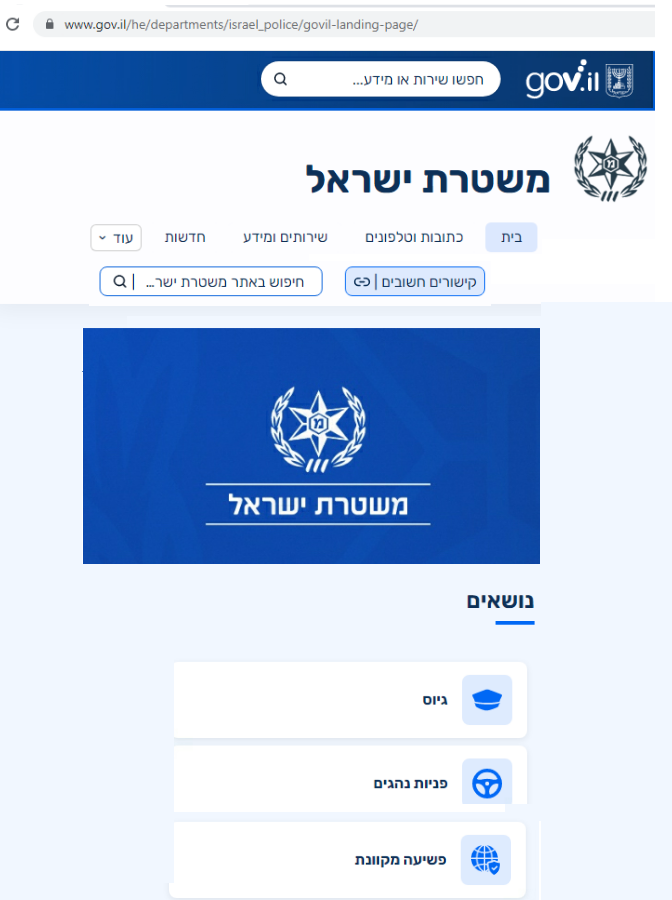 www.gov.il/he/departments/israel_police/govil-landing-page/
gov.il
חפשו שירות או מידע...
משטרת ישראל
בית
כתובות וטלפונים
שירותים ומידע
חדשות
עוד
קישורים חשובים |
חיפוש באתר משטרת ישר... |
מ
משטרת ישראל
נושאים
גיוס
פניות נהגים
פשיעה מקוונת